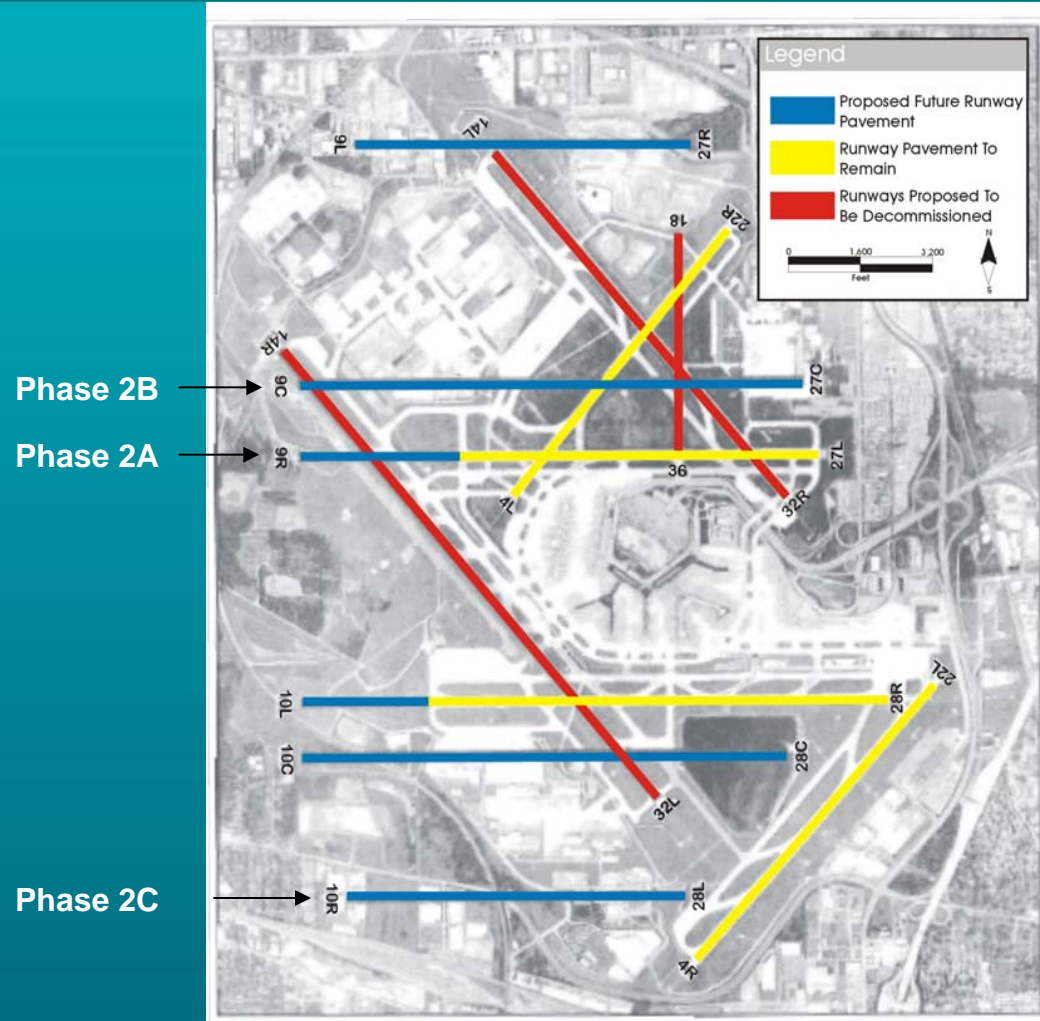 Legend
Proposed Future Runway
Pavement
Runway Pavement To
Remain
Runways Proposed To
Be Decommissioned
0 1,600 3,200
Feet
N
S
14L
9L
27R
18
22R
14R
Phase 2B
9C
27C
Phase 2A
9R
27L
36
4L
32R
22L
10L
28R
10C
28C
32L
Phase 2C
10R
28L
4R